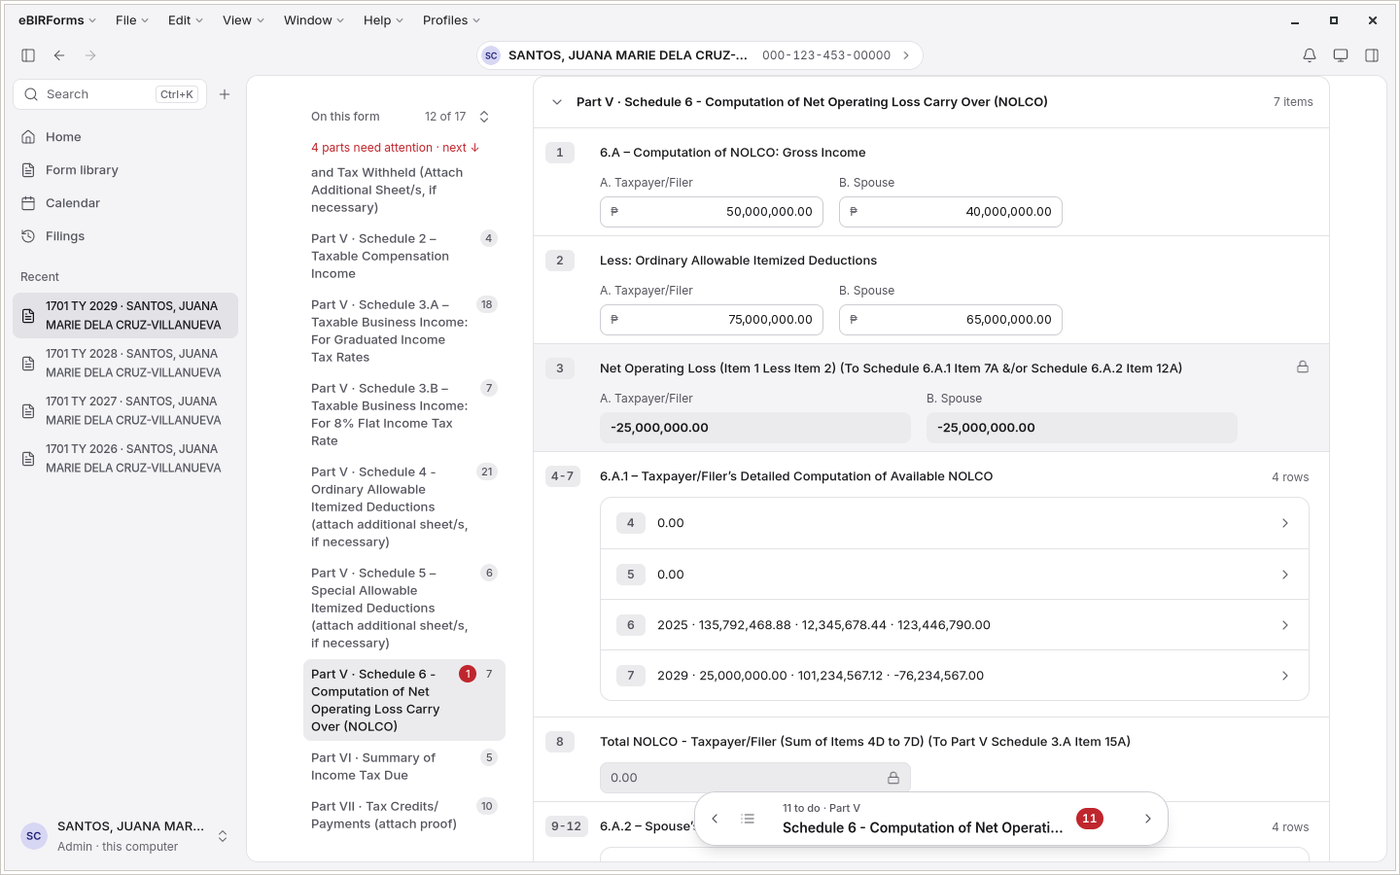 eBIRForms File Edit View Window Help Profiles
SC SANTOS, JUANA MARIE DELA CRUZ-... 000-123-453-00000
Search Ctrl+K
Home
Form library
Calendar
Filings
Recent
1701 TY 2029 · SANTOS, JUANA
MARIE DELA CRUZ-VILLANUEVA
1701 TY 2028 · SANTOS, JUANA
MARIE DELA CRUZ-VILLANUEVA
1701 TY 2027 · SANTOS, JUANA
MARIE DELA CRUZ-VILLANUEVA
1701 TY 2026 · SANTOS, JUANA
MARIE DELA CRUZ-VILLANUEVA
SC SANTOS, JUANA MAR...
Admin · this computer
On this form 12 of 17
4 parts need attention · next ↓
and Tax Withheld (Attach
Additional Sheet/s, if
necessary)
Part V · Schedule 2 – 4
Taxable Compensation
Income
Part V · Schedule 3.A – 18
Taxable Business Income:
For Graduated Income
Tax Rates
Part V · Schedule 3.B – 7
Taxable Business Income:
For 8% Flat Income Tax
Rate
Part V · Schedule 4 - 21
Ordinary Allowable
Itemized Deductions
(attach additional sheet/s,
if necessary)
Part V · Schedule 5 – 6
Special Allowable
Itemized Deductions
(attach additional sheet/s,
if necessary)
Part V · Schedule 6 - 1 7
Computation of Net
Operating Loss Carry
Over (NOLCO)
Part VI · Summary of 5
Income Tax Due
Part VII · Tax Credits/ 10
Payments (attach proof)
Part V · Schedule 6 - Computation of Net Operating Loss Carry Over (NOLCO) 7 items
1 6.A – Computation of NOLCO: Gross Income
A. Taxpayer/Filer B. Spouse
₱ 50,000,000.00 ₱ 40,000,000.00
2 Less: Ordinary Allowable Itemized Deductions
A. Taxpayer/Filer B. Spouse
₱ 75,000,000.00 ₱ 65,000,000.00
3 Net Operating Loss (Item 1 Less Item 2) (To Schedule 6.A.1 Item 7A &/or Schedule 6.A.2 Item 12A)
A. Taxpayer/Filer B. Spouse
-25,000,000.00 -25,000,000.00
4-7 6.A.1 – Taxpayer/Filer’s Detailed Computation of Available NOLCO 4 rows
4 0.00
5 0.00
6 2025 · 135,792,468.88 · 12,345,678.44 · 123,446,790.00
7 2029 · 25,000,000.00 · 101,234,567.12 · -76,234,567.00
8 Total NOLCO - Taxpayer/Filer (Sum of Items 4D to 7D) (To Part V Schedule 3.A Item 15A)
0.00
9-12 6.A.2 – Spouse’s 4 rows
11 to do · Part V
Schedule 6 - Computation of Net Operati... 11